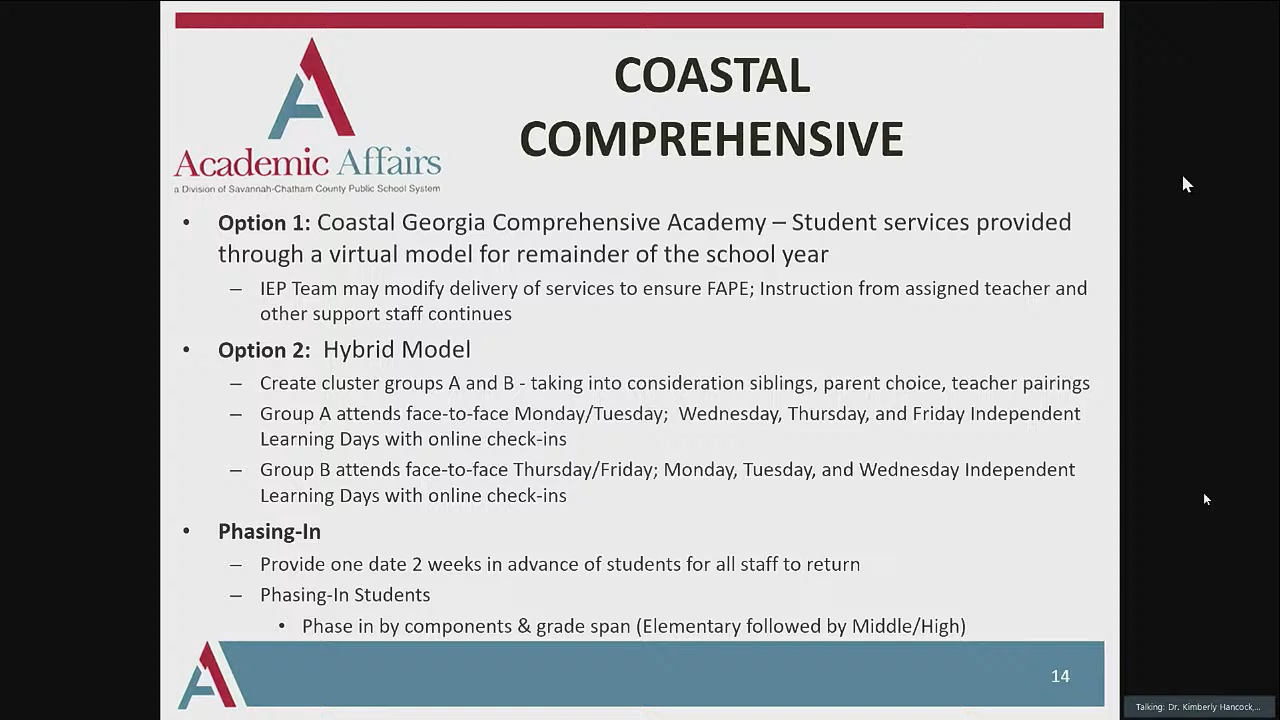 COASTAL
COMPREHENSIVE
Academic Affairs
a Division of Savannah-Chatham County Public School System
• Option 1: Coastal Georgia Comprehensive Academy – Student services provided
through a virtual model for remainder of the school year
– IEP Team may modify delivery of services to ensure FAPE; Instruction from assigned teacher and
other support staff continues
• Option 2: Hybrid Model
– Create cluster groups A and B - taking into consideration siblings, parent choice, teacher pairings
– Group A attends face-to-face Monday/Tuesday; Wednesday, Thursday, and Friday Independent
Learning Days with online check-ins
– Group B attends face-to-face Thursday/Friday; Monday, Tuesday, and Wednesday Independent
Learning Days with online check-ins
• Phasing-In
– Provide one date 2 weeks in advance of students for all staff to return
– Phasing-In Students
• Phase in by components & grade span (Elementary followed by Middle/High)
14
Talking: Dr. Kimberly Hancock,...